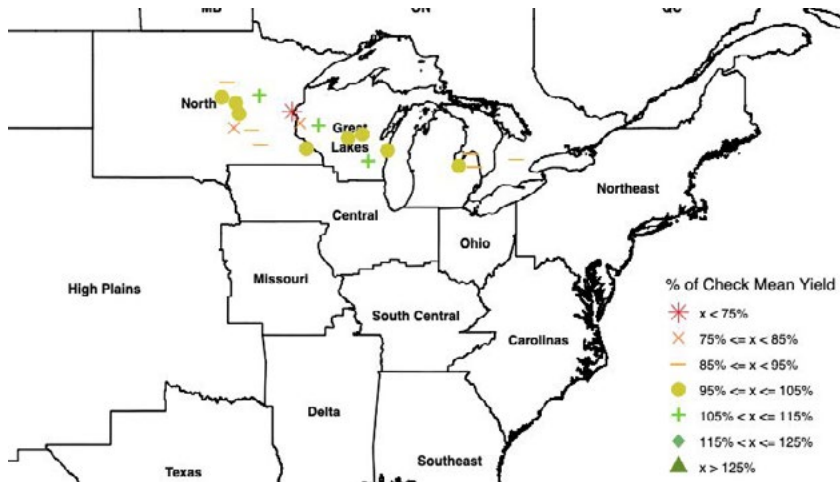 North
Great
Lakes
Northeast
Central
Ohio
High Plains
Missouri
South Central
Carolinas
Delta
Texas
Southeast
% of Check Mean Yield
x < 75%
75% <= x < 85%
85% <= x < 95%
95% <= x <= 105%
105% < x <= 115%
115% < x <= 125%
x > 125%